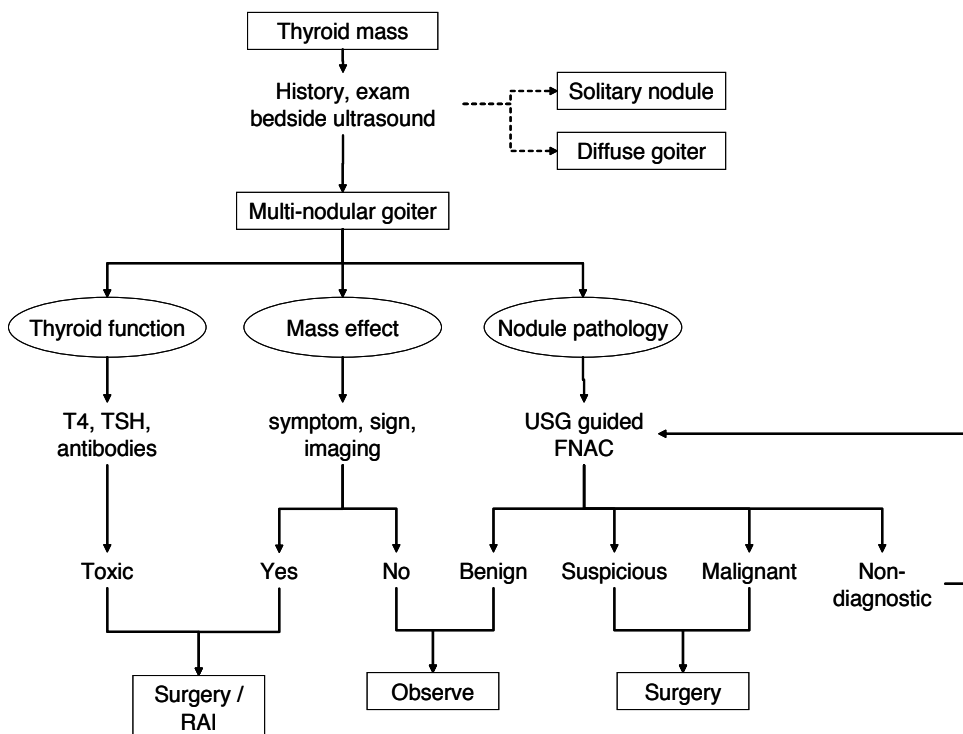 Thyroid mass
History, exam
bedside ultrasound
Solitary nodule
Diffuse goiter
Multi-nodular goiter
Thyroid function
Mass effect
Nodule pathology
T4, TSH,
antibodies
symptom, sign,
imaging
USG guided
FNAC
Toxic
Yes
No
Benign
Suspicious
Malignant
Non-
diagnostic
Surgery /
RAI
Observe
Surgery